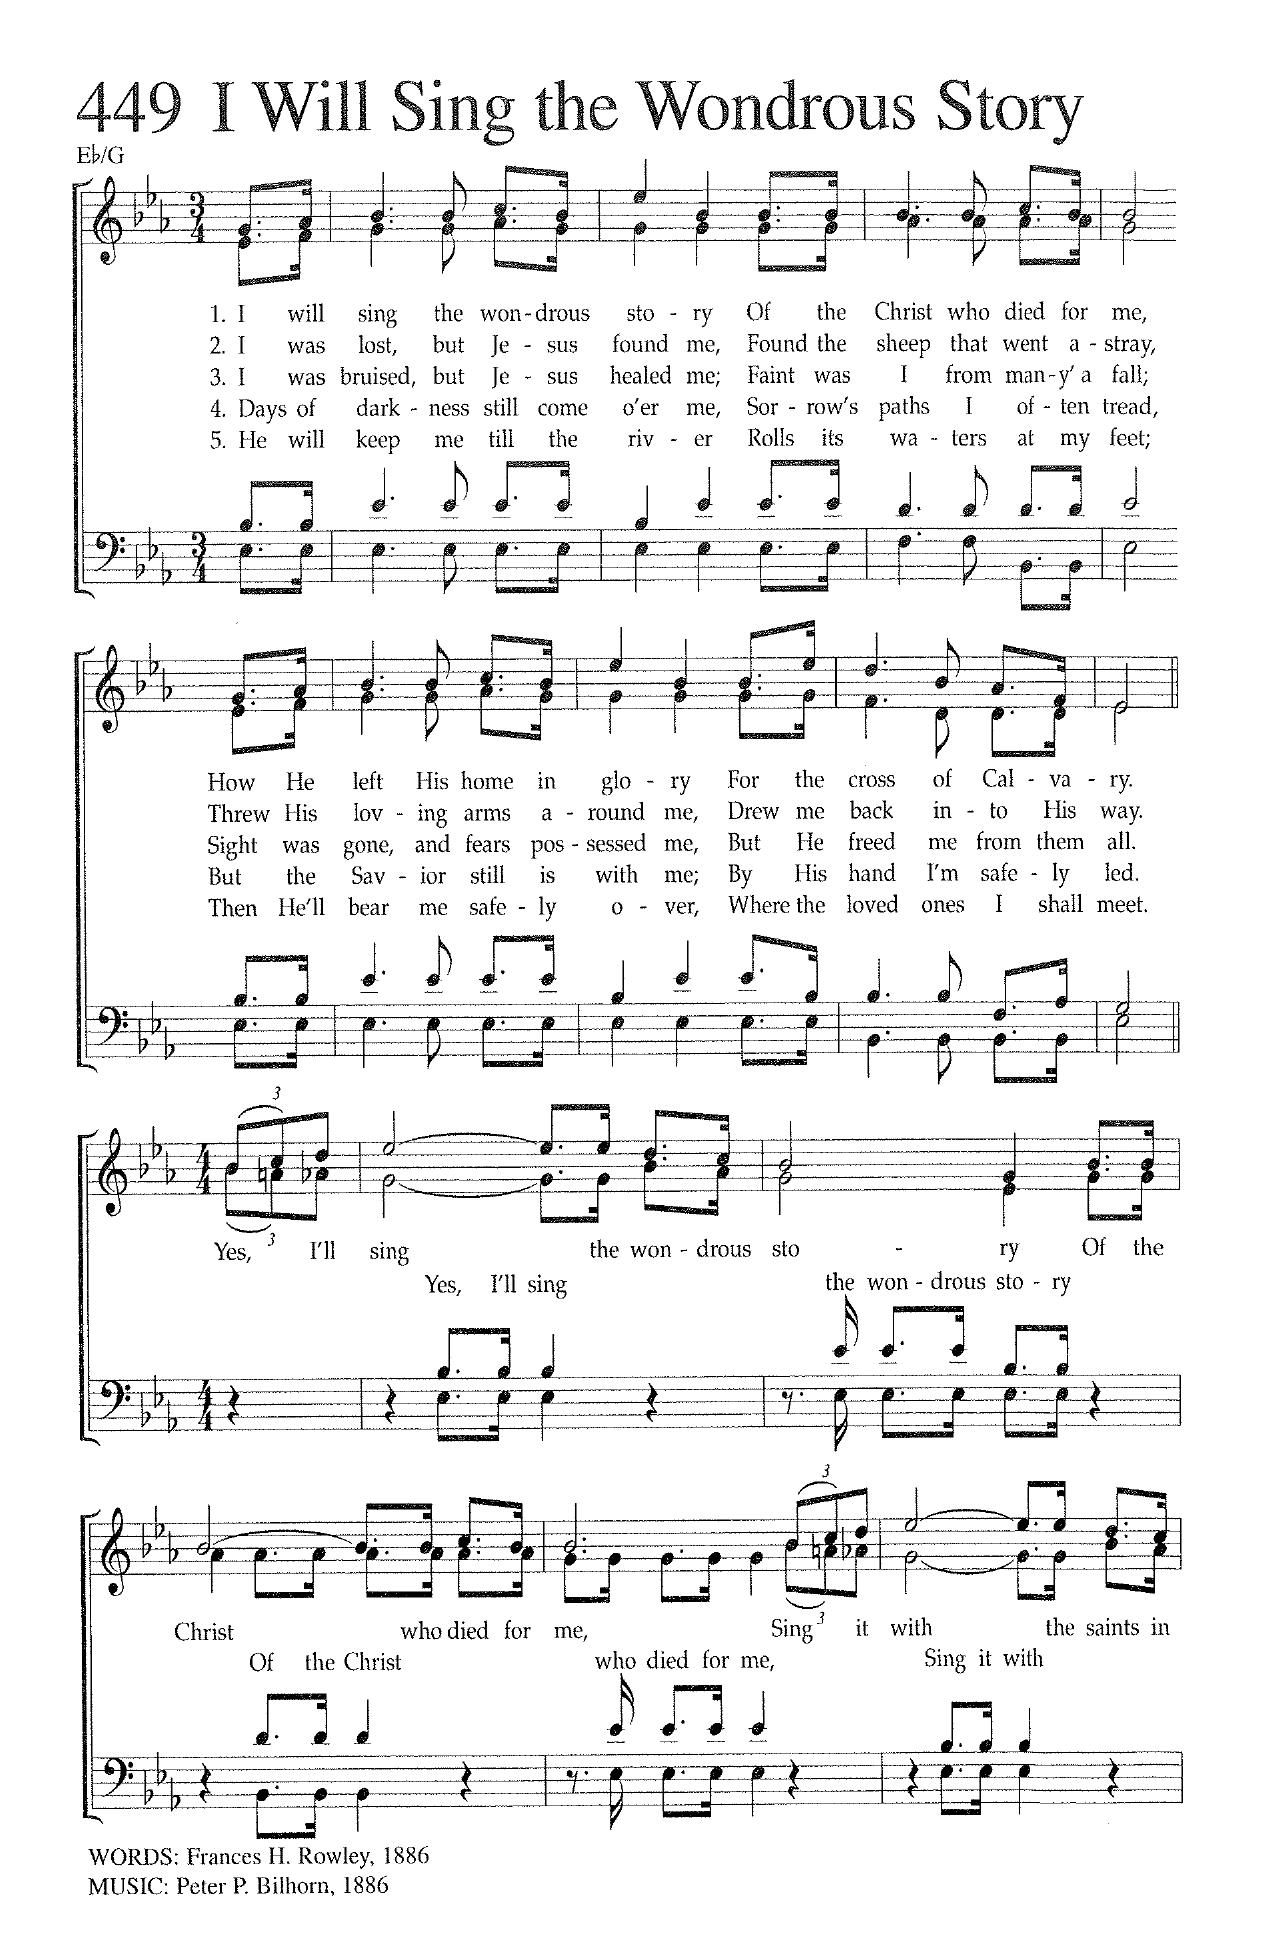 449 I Will Sing the Wondrous Story
E♭/G
3/4
1. I will sing the won-drous sto - ry Of the Christ who died for me,
2. I was lost, but Je - sus found me, Found the sheep that went a - stray,
3. I was bruised, but Je - sus healed me; Faint was I from man-y' a fall;
4. Days of dark - ness still come o'er me, Sor - row's paths I of - ten tread,
5. He will keep me till the riv - er Rolls its wa - ters at my feet;
3/4
How He left His home in glo - ry For the cross of Cal - va - ry.
Threw His lov - ing arms a - round me, Drew me back in - to His way.
Sight was gone, and fears pos - sessed me, But He freed me from them all.
But the Sav - ior still is with me; By His hand I'm safe - ly led.
Then He'll bear me safe - ly o - ver, Where the loved ones I shall meet.
3
4/4
3
Yes, I'll sing the won - drous sto - ry Of the
Yes, I'll sing the won - drous sto - ry
4/4
3
Christ who died for me, Sing 3 it with the saints in
Of the Christ who died for me, Sing it with
WORDS: Frances H. Rowley, 1886
MUSIC: Peter P. Bilhorn, 1886